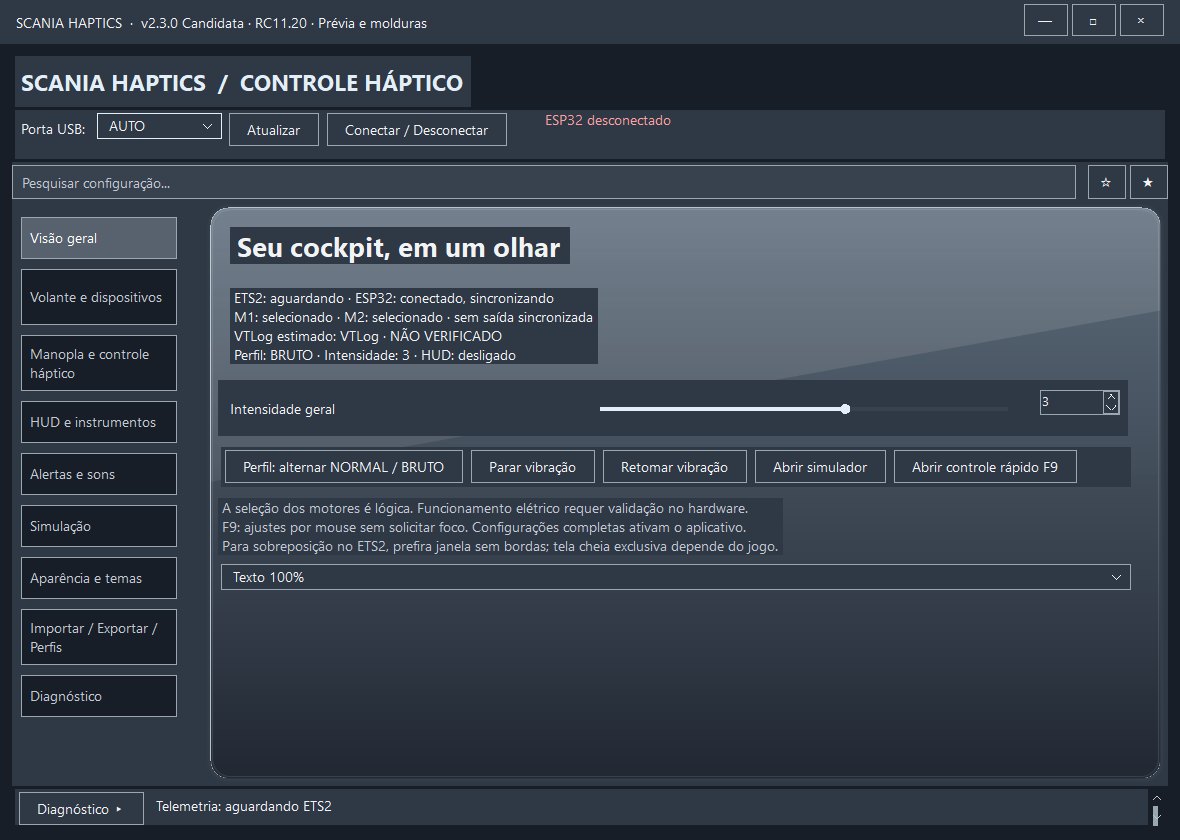 SCANIA HAPTICS · v2.3.0 Candidata · RC11.20 · Prévia e molduras
SCANIA HAPTICS / CONTROLE HÁPTICO
Porta USB: AUTO Atualizar Conectar / Desconectar ESP32 desconectado
Pesquisar configuração...
Visão geral
Volante e dispositivos
Manopla e controle
háptico
HUD e instrumentos
Alertas e sons
Simulação
Aparência e temas
Importar / Exportar /
Perfis
Diagnóstico
Seu cockpit, em um olhar
ETS2: aguardando · ESP32: conectado, sincronizando
M1: selecionado · M2: selecionado · sem saída sincronizada
VTLog estimado: VTLog · NÃO VERIFICADO
Perfil: BRUTO · Intensidade: 3 · HUD: desligado
Intensidade geral 3
Perfil: alternar NORMAL / BRUTO Parar vibração Retomar vibração Abrir simulador Abrir controle rápido F9
A seleção dos motores é lógica. Funcionamento elétrico requer validação no hardware.
F9: ajustes por mouse sem solicitar foco. Configurações completas ativam o aplicativo.
Para sobreposição no ETS2, prefira janela sem bordas; tela cheia exclusiva depende do jogo.
Texto 100%
Diagnóstico ▸ Telemetria: aguardando ETS2